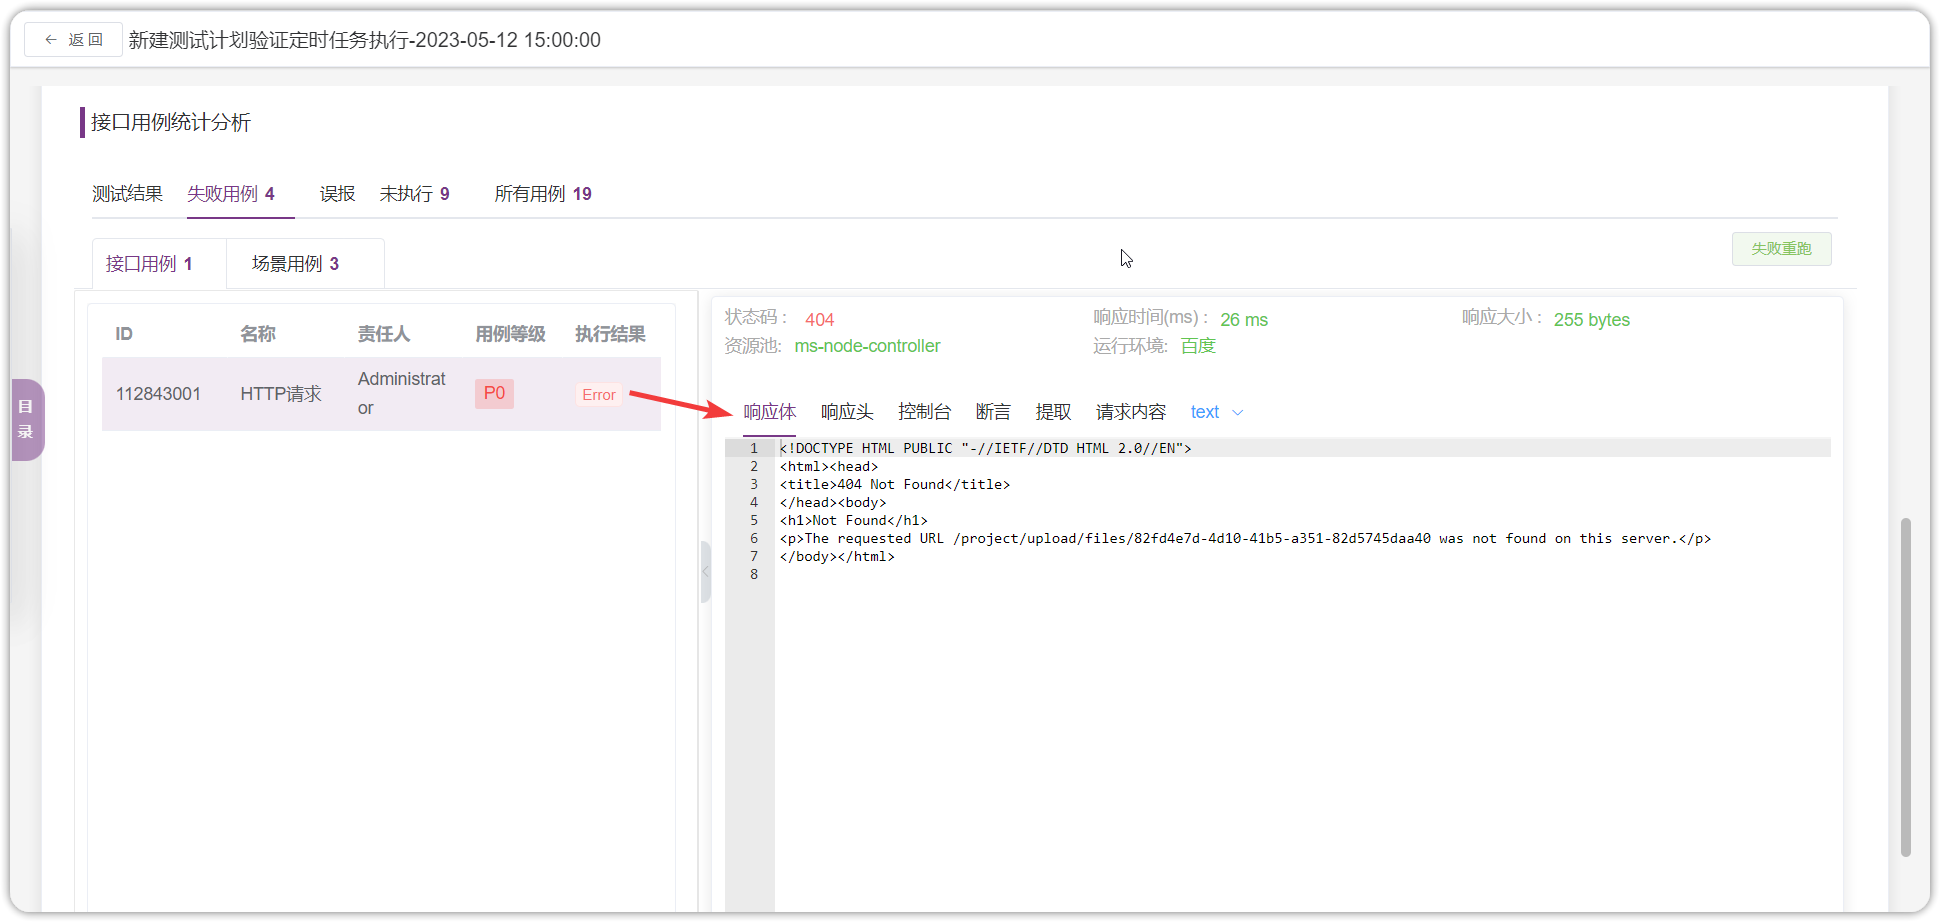 ← 返回 新建测试计划验证定时任务执行-2023-05-12 15:00:00
接口用例统计分析
测试结果 失败用例 4 误报 未执行 9 所有用例 19
接口用例 1 场景用例 3 失败重跑
目录
ID 名称 责任人 用例等级 执行结果
112843001 HTTP请求 Administrator P0 Error
状态码： 404 响应时间(ms)： 26 ms 响应大小： 255 bytes
资源池: ms-node-controller 运行环境: 百度
响应体 响应头 控制台 断言 提取 请求内容 text
1 <!DOCTYPE HTML PUBLIC "-//IETF//DTD HTML 2.0//EN">
2 <html><head>
3 <title>404 Not Found</title>
4 </head><body>
5 <h1>Not Found</h1>
6 <p>The requested URL /project/upload/files/82fd4e7d-4d10-41b5-a351-82d5745daa40 was not found on this server.</p>
7 </body></html>
8